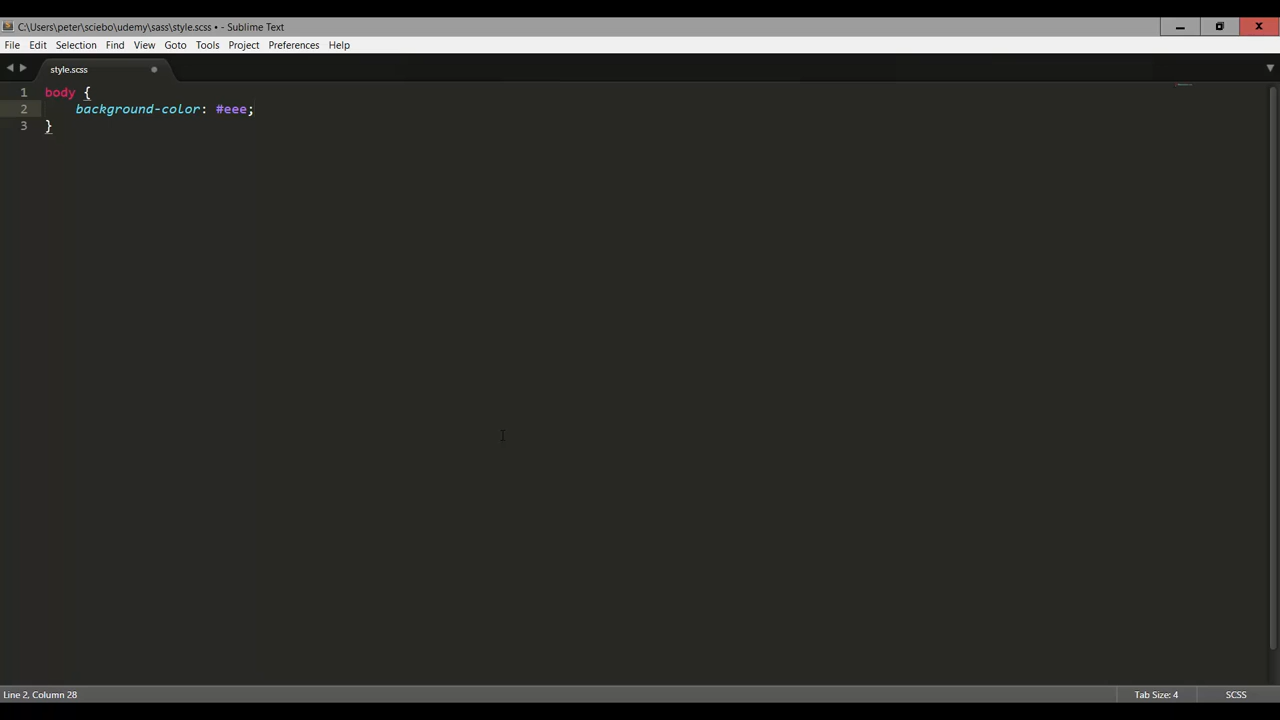 C:\Users\peter\sciebo\udemy\sass\style.scss • - Sublime Text
File Edit Selection Find View Goto Tools Project Preferences Help
style.scss
1 body {
2 background-color: #eee;
3 }
Line 2, Column 28 Tab Size: 4 SCSS